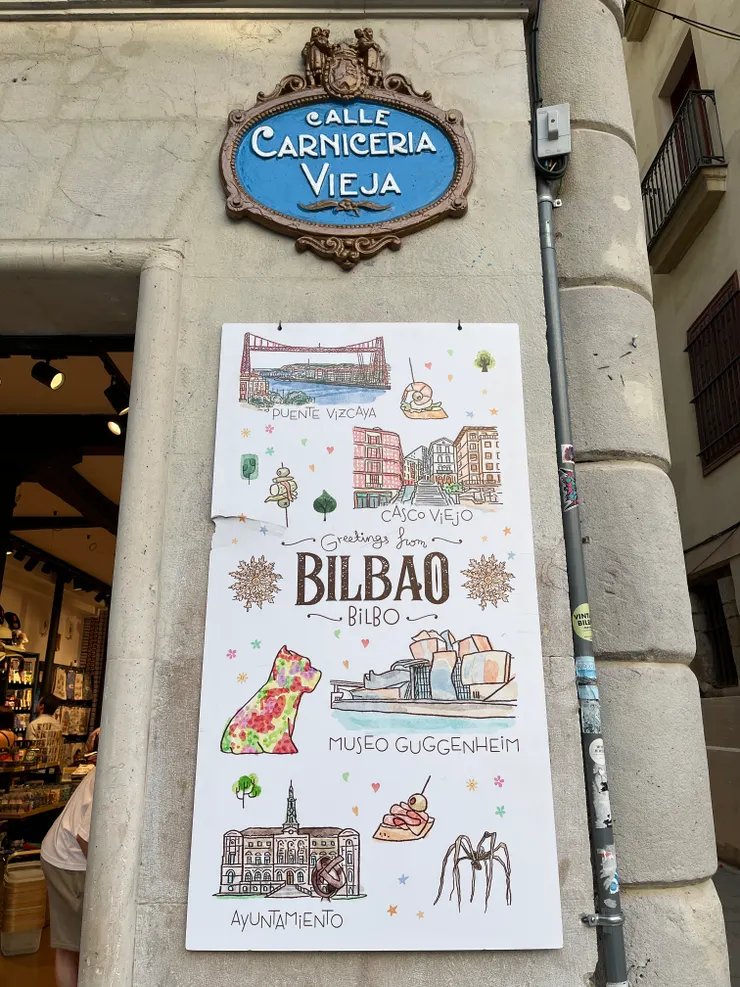 CALLE
CARNICERIA
VIEJA
PUENTE VIZCAYA
CASCO VIEJO
Greetings from
BILBAO
BILBO
MUSEO GUGGENHEIM
AYUNTAMIENTO